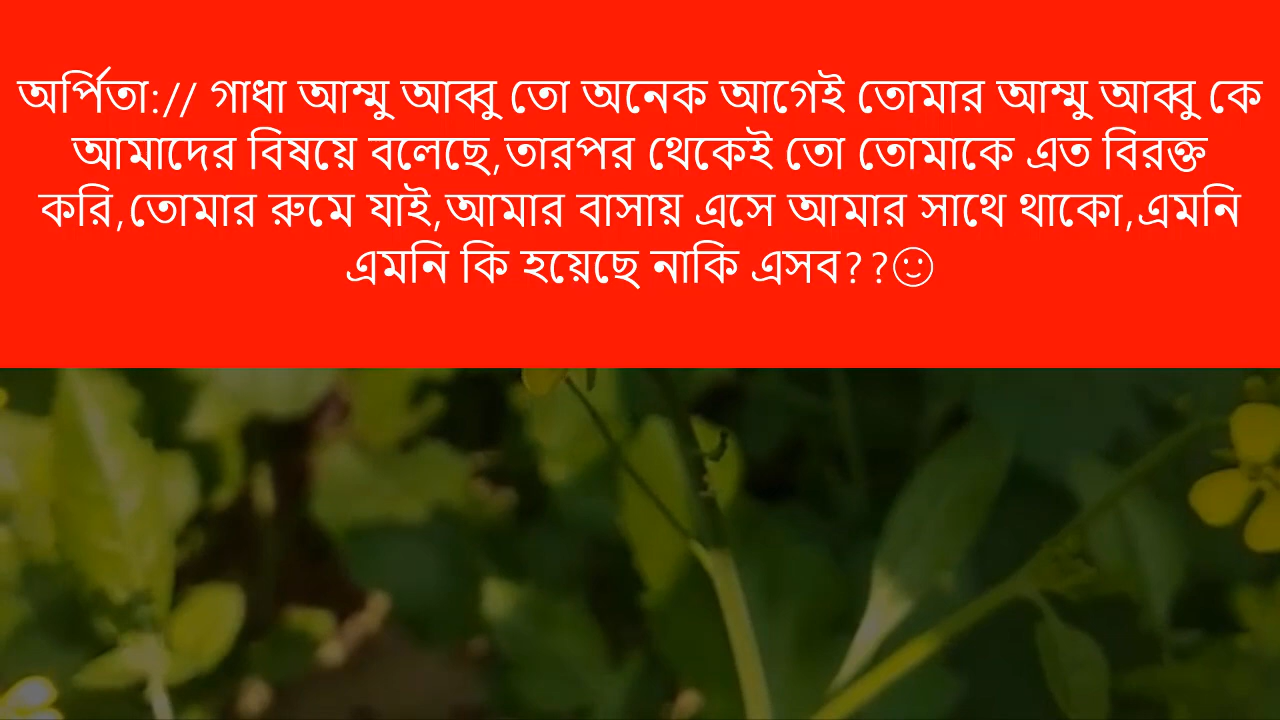 অর্পিতা:// গাধা আম্মু আব্বু তো অনেক আগেই তোমার আম্মু আব্বু কে
আমাদের বিষয়ে বলেছে,তারপর থেকেই তো তোমাকে এত বিরক্ত
করি,তোমার রুমে যাই,আমার বাসায় এসে আমার সাথে থাকো,এমনি
এমনি কি হয়েছে নাকি এসব??☺